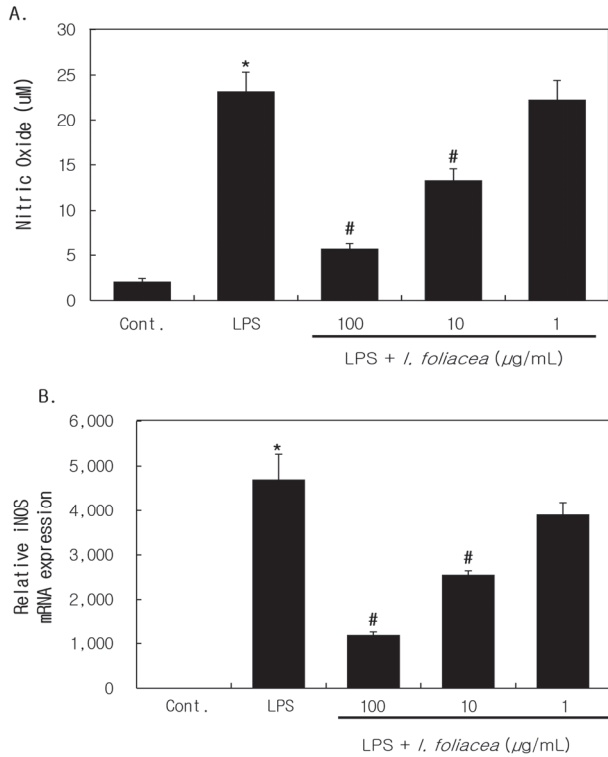 A.
30
25
20
15
10
5
0
Nitric Oxide (uM)
*
#
#
Cont. LPS 100 10 1
LPS + I. foliacea (µg/mL)
B.
6,000
5,000
4,000
3,000
2,000
1,000
0
Relative iNOS
mRNA expression
*
#
#
Cont. LPS 100 10 1
LPS + I. foliacea (µg/mL)